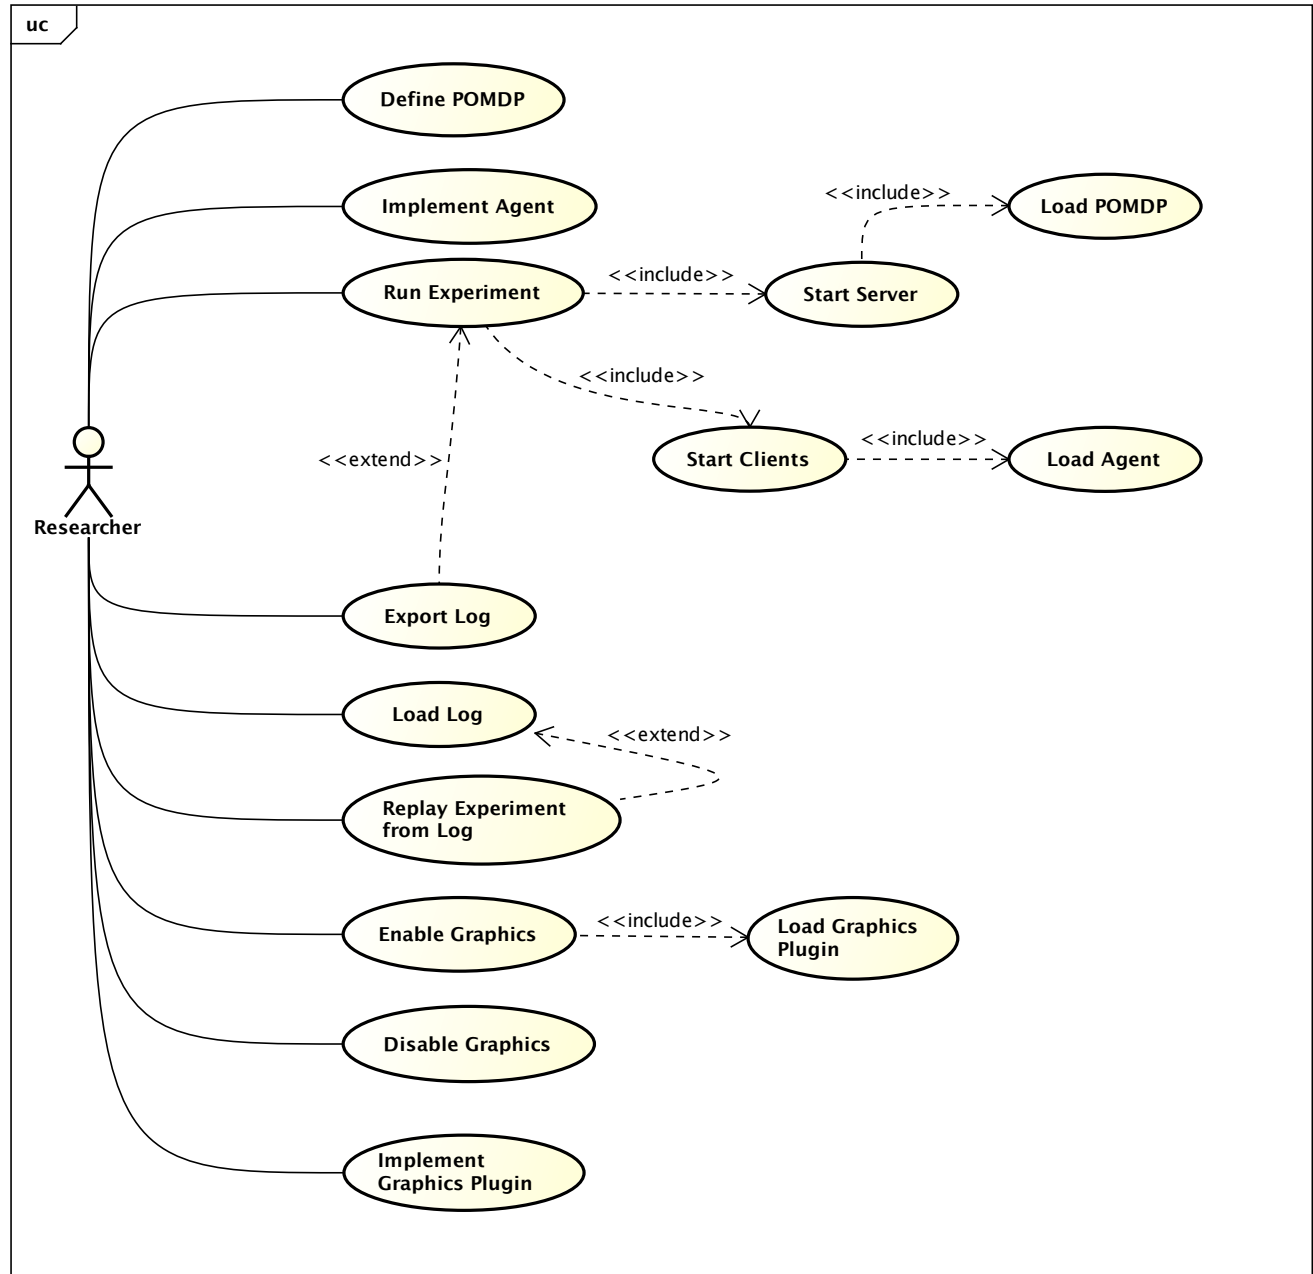 uc
Define POMDP
Implement Agent
<<include>>
Load POMDP
Run Experiment
<<include>>
Start Server
<<include>>
<<extend>>
Start Clients
<<include>>
Load Agent
Researcher
Export Log
Load Log
<<extend>>
Replay Experiment
from Log
Enable Graphics
<<include>>
Load Graphics
Plugin
Disable Graphics
Implement
Graphics Plugin